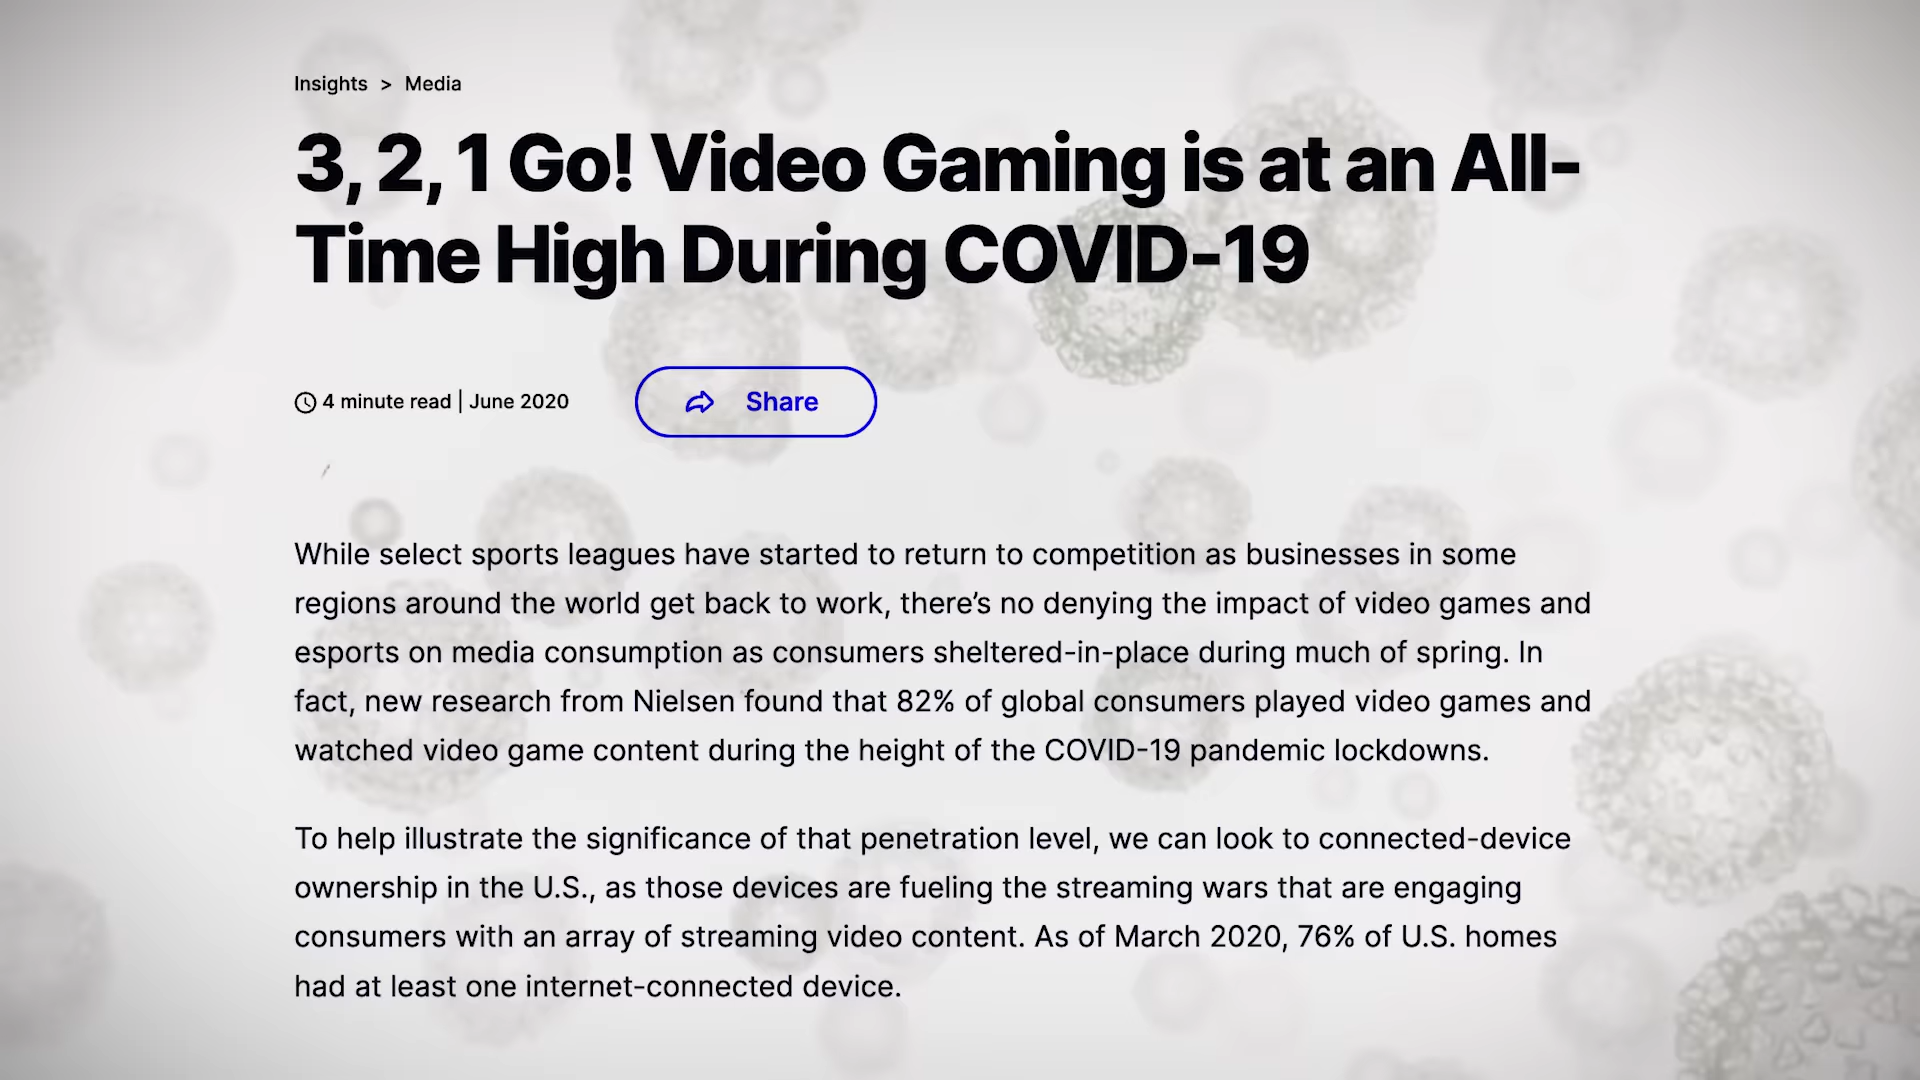 Insights > Media
3, 2, 1 Go! Video Gaming is at an All-
Time High During COVID-19
4 minute read | June 2020
Share
While select sports leagues have started to return to competition as businesses in some
regions around the world get back to work, there’s no denying the impact of video games and
esports on media consumption as consumers sheltered-in-place during much of spring. In
fact, new research from Nielsen found that 82% of global consumers played video games and
watched video game content during the height of the COVID-19 pandemic lockdowns.
To help illustrate the significance of that penetration level, we can look to connected-device
ownership in the U.S., as those devices are fueling the streaming wars that are engaging
consumers with an array of streaming video content. As of March 2020, 76% of U.S. homes
had at least one internet-connected device.